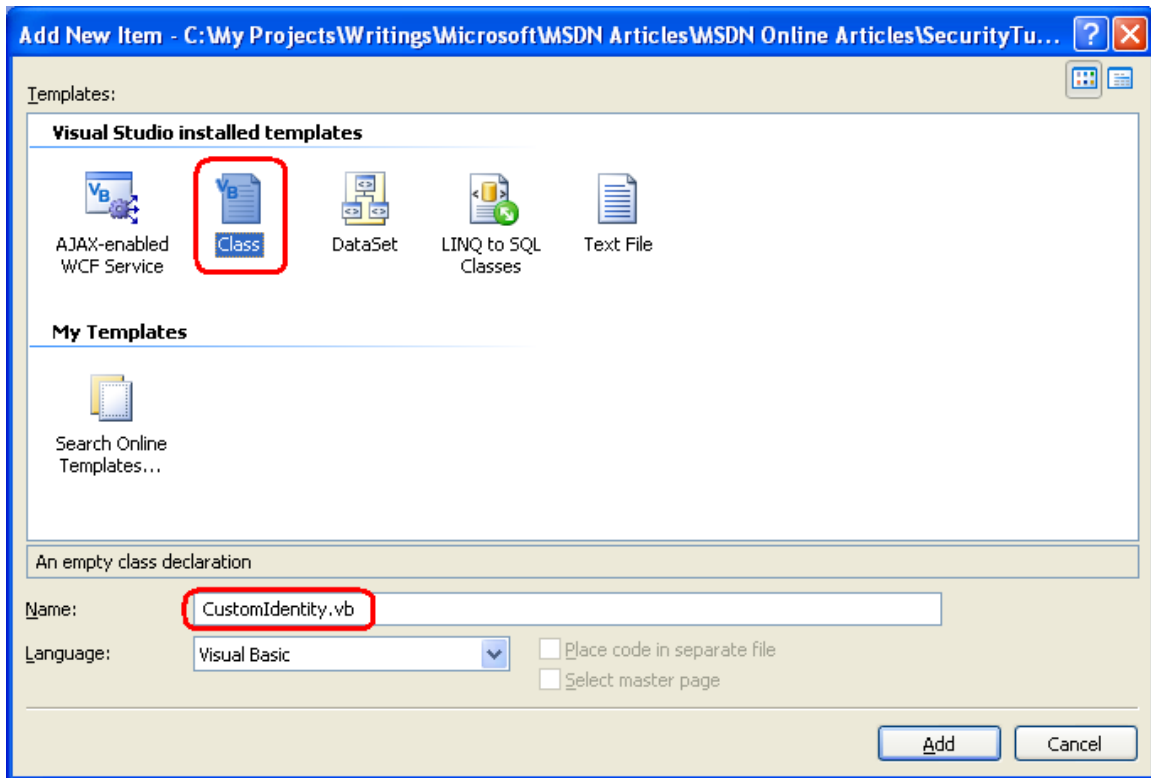 Add New Item - C:\My Projects\Writings\Microsoft\MSDN Articles\MSDN Online Articles\SecurityTu...
Templates:
Visual Studio installed templates
AJAX-enabled
WCF Service
Class
DataSet
LINQ to SQL
Classes
Text File
My Templates
Search Online
Templates...
An empty class declaration
Name:
CustomIdentity.vb
Language:
Visual Basic
Place code in separate file
Select master page
Add
Cancel